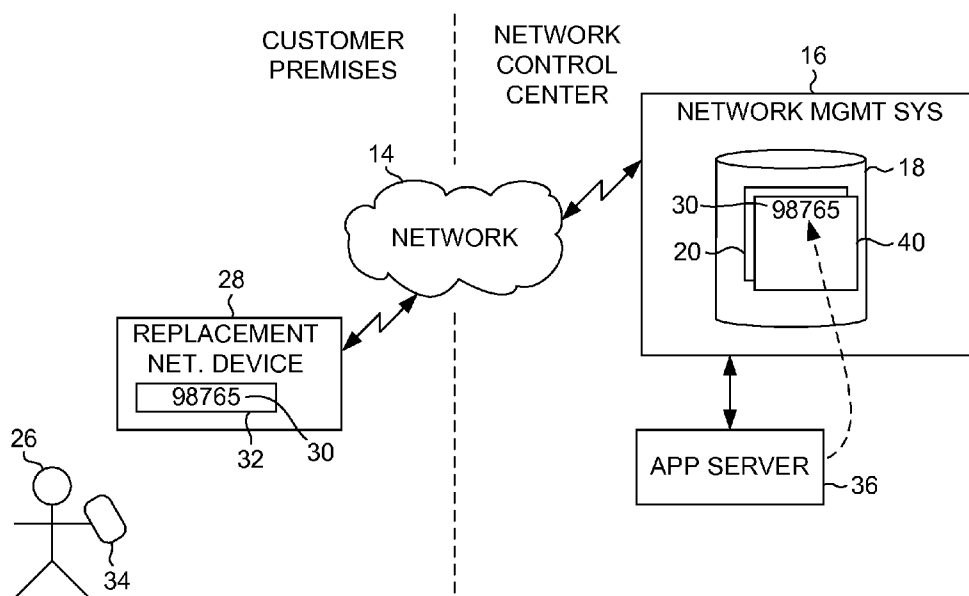 CUSTOMER
PREMISES
NETWORK
CONTROL
CENTER
16
NETWORK MGMT SYS
14
18
30
98765
NETWORK
20
40
28
REPLACEMENT
NET. DEVICE
98765
32
30
26
APP SERVER
36
34